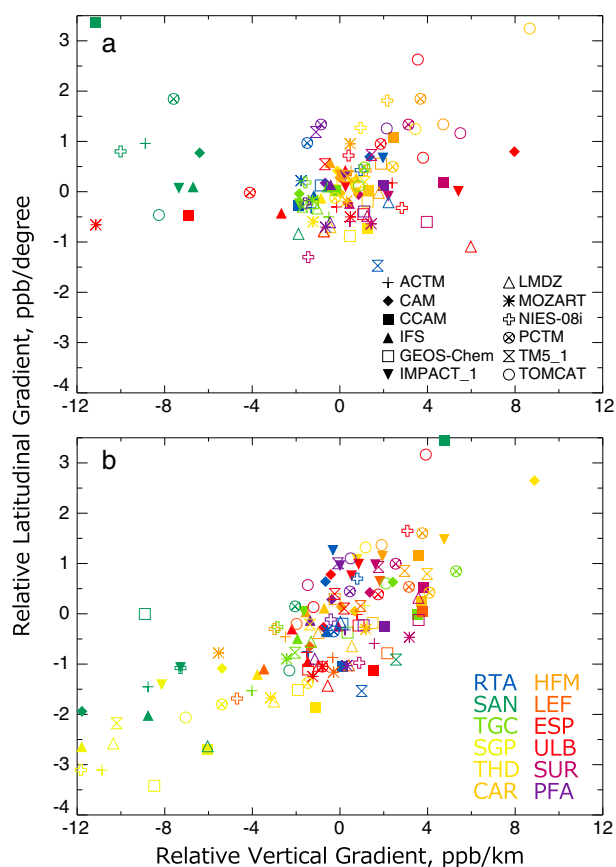 a
3
2
1
0
-1
-2
-3
-4
-12
-8
-4
0
4
8
12
ACTM
CAM
CCAM
IFS
GEOS-Chem
IMPACT_1
LMDZ
MOZART
NIES-08i
PCTM
TM5_1
TOMCAT
Relative Latitudinal Gradient, ppb/degree
b
3
2
1
0
-1
-2
-3
-4
-12
-8
-4
0
4
8
12
RTA
SAN
TGC
SGP
THD
CAR
HFM
LEF
ESP
ULB
SUR
PFA
Relative Vertical Gradient, ppb/km